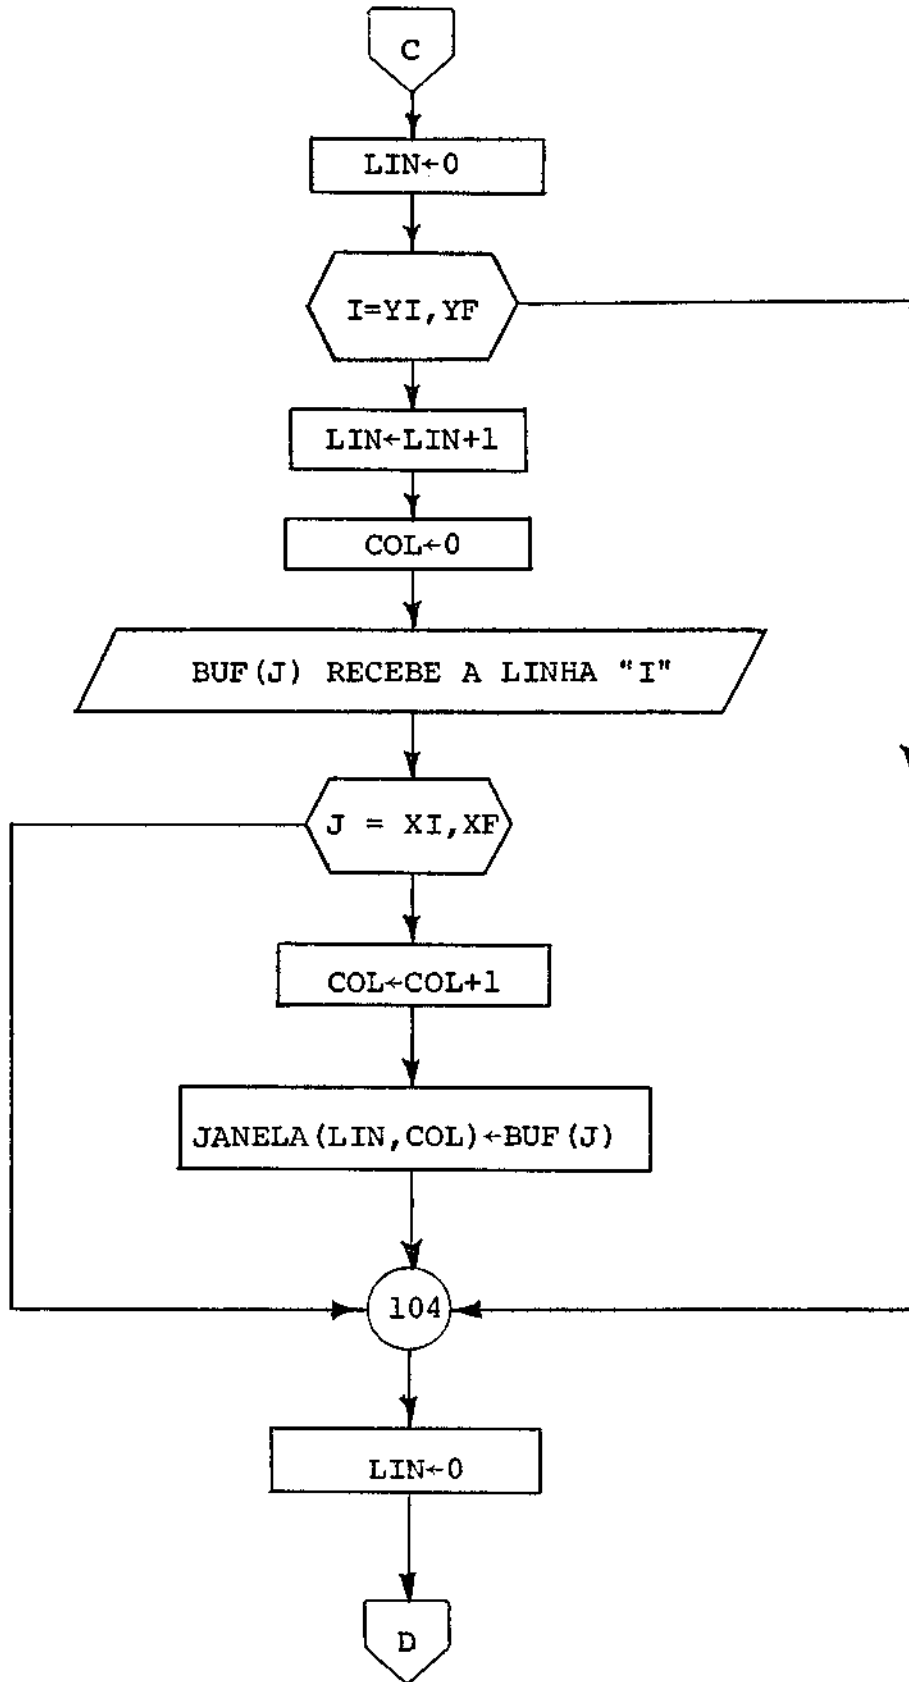 C
LIN←0
I=YI,YF
LIN←LIN+1
COL←0
BUF(J) RECEBE A LINHA "I"
J = XI,XF
COL←COL+1
JANELA(LIN,COL)←BUF(J)
104
LIN←0
D